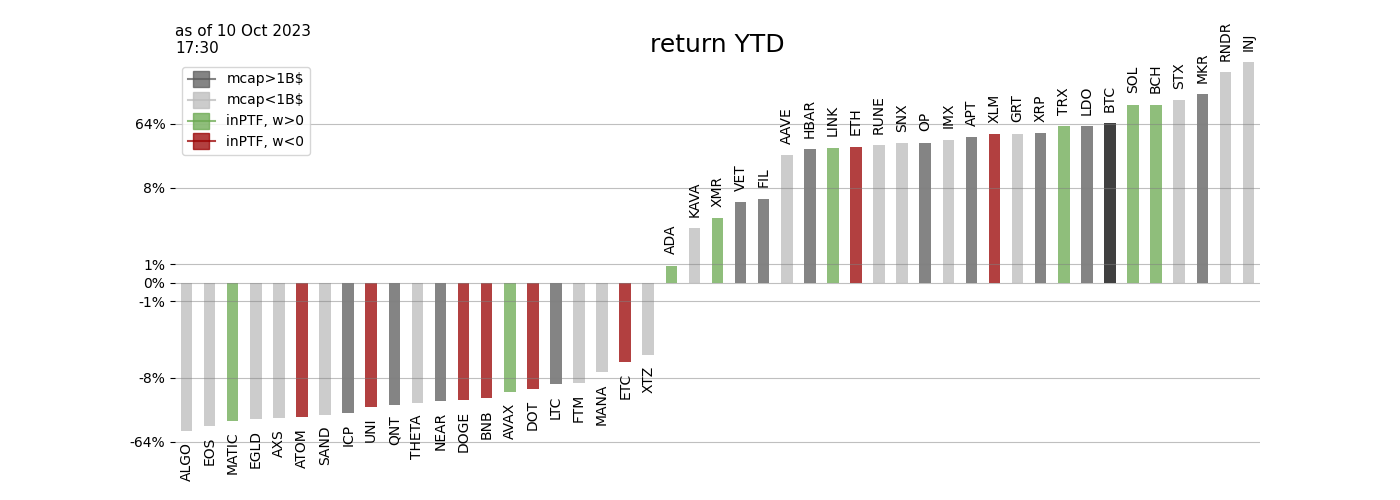 as of 10 Oct 2023
17:30
return YTD
mcap>1B$
mcap<1B$
inPTF, w>0
inPTF, w<0
64%
8%
1%
0%
-1%
-8%
-64%
ALGO
EOS
MATIC
EGLD
AXS
ATOM
SAND
ICP
UNI
QNT
THETA
NEAR
DOGE
BNB
AVAX
DOT
LTC
FTM
MANA
ETC
XTZ
ADA
KAVA
XMR
VET
FIL
AAVE
HBAR
LINK
ETH
RUNE
SNX
OP
IMX
APT
XLM
GRT
XRP
TRX
LDO
BTC
SOL
BCH
STX
MKR
RNDR
INJ